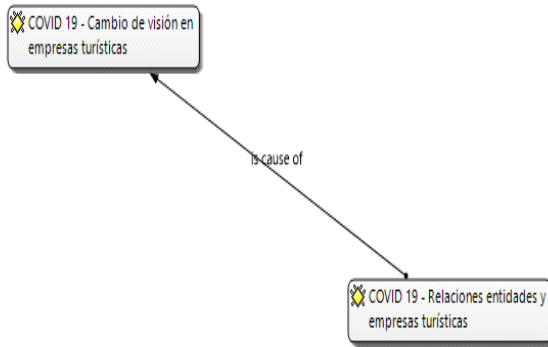 COVID 19 - Cambio de visión en
empresas turísticas
is cause of
COVID 19 - Relaciones entidades y
empresas turísticas